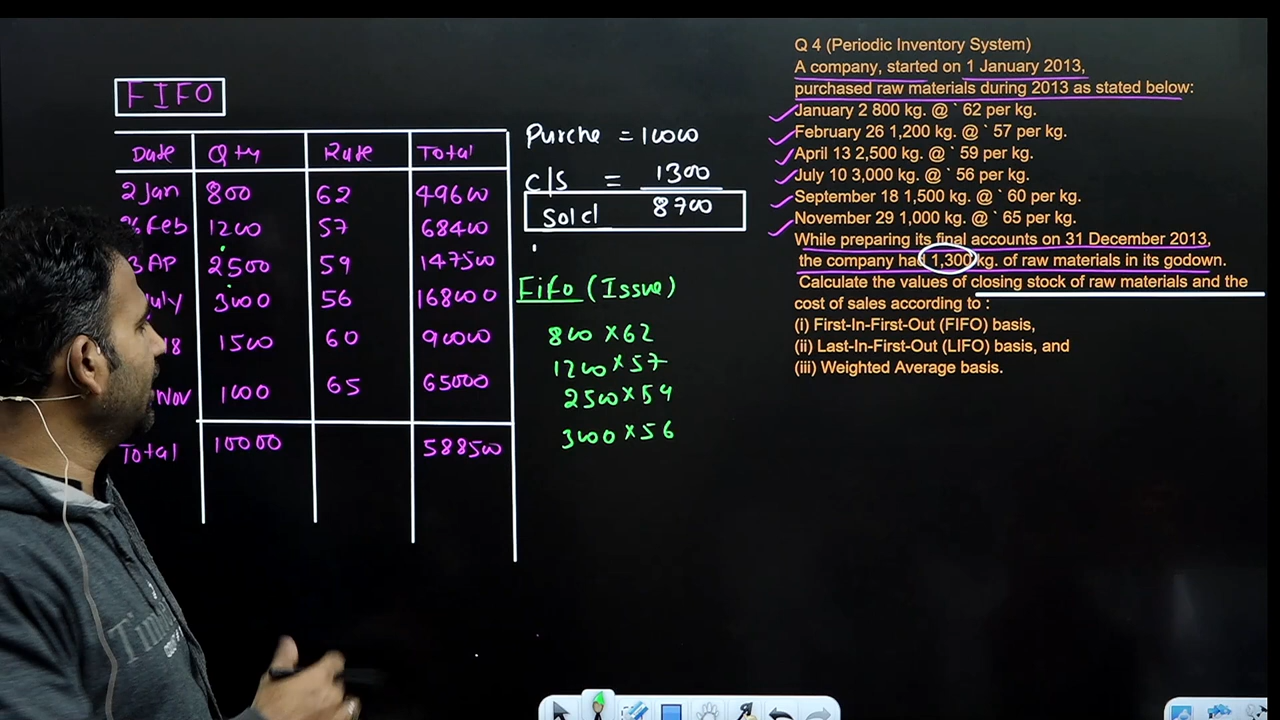 FIFO
Date Qty Rate Total
2 Jan 800 62 49600
Feb 1200 57 68400
AP 2500 59 147500
July 3000 56 168000
18 1500 60 90000
Nov 1000 65 65000
Total 10000 588500
= 10000
C/S = 1300
Sold 8700
FiFo (Issue)
800 x 62
1200 x 57
2500 x 59
3000 x 56
Q 4 (Periodic Inventory System)
A company, started on 1 January 2013,
purchased raw materials during 2013 as stated below:
January 2 800 kg. @ ` 62 per kg.
February 26 1,200 kg. @ ` 57 per kg.
April 13 2,500 kg. @ ` 59 per kg.
July 10 3,000 kg. @ ` 56 per kg.
September 18 1,500 kg. @ ` 60 per kg.
November 29 1,000 kg. @ ` 65 per kg.
While preparing its final accounts on 31 December 2013,
the company had 1,300 kg. of raw materials in its godown.
Calculate the values of closing stock of raw materials and the
cost of sales according to :
(i) First-In-First-Out (FIFO) basis,
(ii) Last-In-First-Out (LIFO) basis, and
(iii) Weighted Average basis.